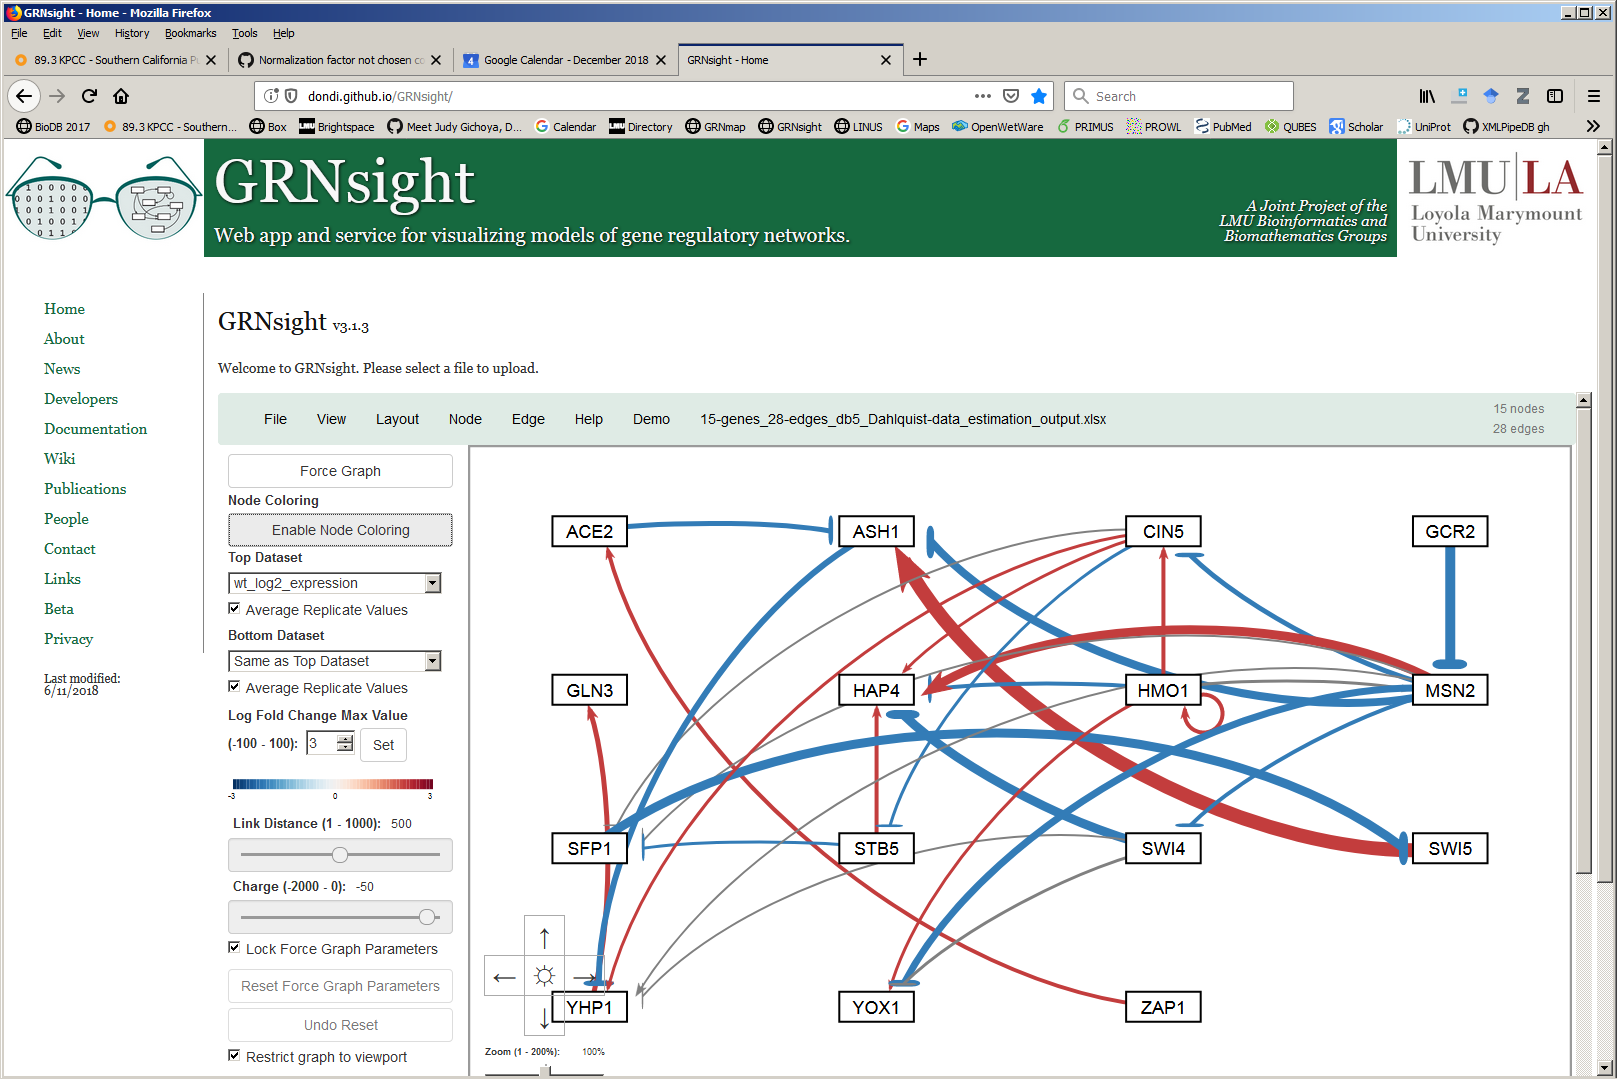 GRNsight - Home - Mozilla Firefox
File Edit View History Bookmarks Tools Help
89.3 KPCC - Southern California P
Normalization factor not chosen co
Google Calendar - December 2018
GRNsight - Home
dondi.github.io/GRNsight/
Search
BioDB 2017
89.3 KPCC - Southern...
Box
Brightspace
Meet Judy Gichoya, D...
Calendar
Directory
GRNmap
GRNsight
LINUS
Maps
OpenWetWare
PRIMUS
PROWL
PubMed
QUBES
Scholar
UniProt
XMLPipeDB gh
GRNsight
Web app and service for visualizing models of gene regulatory networks.
A Joint Project of the
LMU Bioinformatics and
Biomathematics Groups
LMU|LA
Loyola Marymount
University
Home
About
News
Developers
Documentation
Wiki
Publications
People
Contact
Links
Beta
Privacy
Last modified:
6/11/2018
GRNsight v3.1.3
Welcome to GRNsight. Please select a file to upload.
File View Layout Node Edge Help Demo 15-genes_28-edges_db5_Dahlquist-data_estimation_output.xlsx
15 nodes
28 edges
Force Graph
Node Coloring
Enable Node Coloring
Top Dataset
wt_log2_expression
Average Replicate Values
Bottom Dataset
Same as Top Dataset
Average Replicate Values
Log Fold Change Max Value
(-100 - 100): 3 Set
-3 0 3
Link Distance (1 - 1000): 500
Charge (-2000 - 0): -50
Lock Force Graph Parameters
Reset Force Graph Parameters
Undo Reset
Restrict graph to viewport
ACE2 ASH1 CIN5 GCR2
GLN3 HAP4 HMO1 MSN2
SFP1 STB5 SWI4 SWI5
YHP1 YOX1 ZAP1
Zoom (1 - 200%): 100%